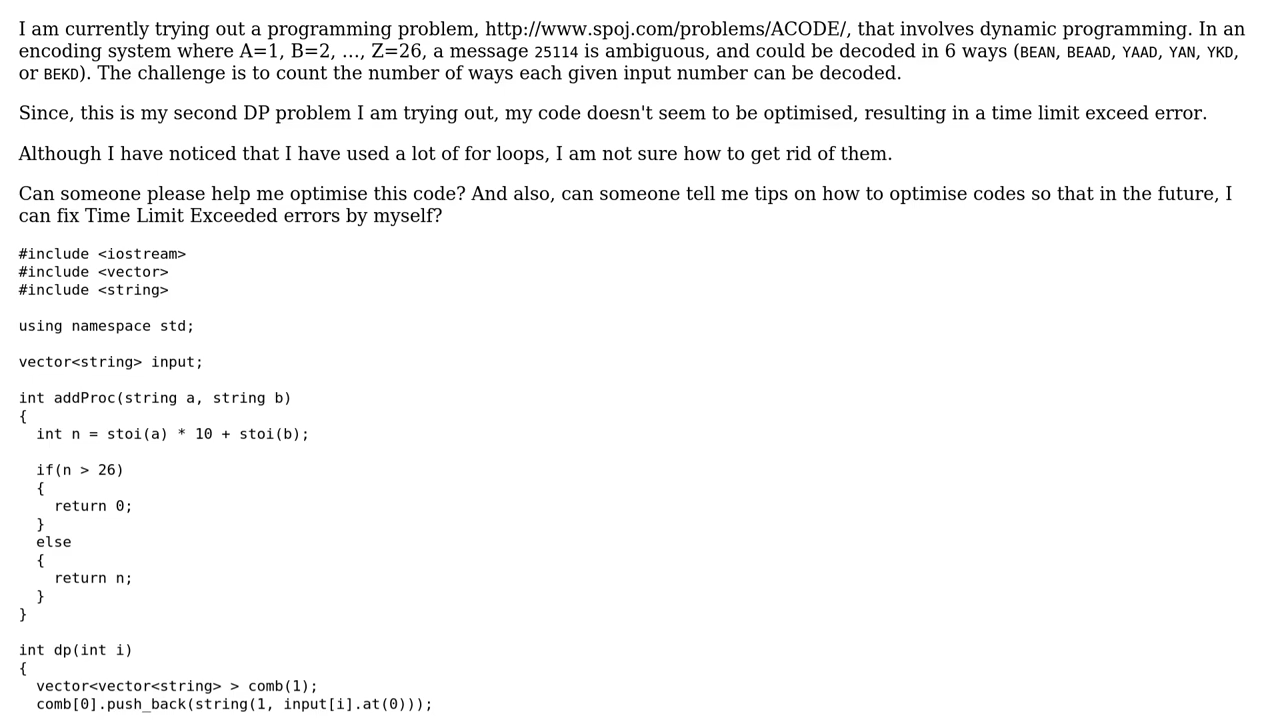 I am currently trying out a programming problem, http://www.spoj.com/problems/ACODE/, that involves dynamic programming. In an
encoding system where A=1, B=2, …, Z=26, a message 25114 is ambiguous, and could be decoded in 6 ways (BEAN, BEAAD, YAAD, YAN, YKD,
or BEKD). The challenge is to count the number of ways each given input number can be decoded.
Since, this is my second DP problem I am trying out, my code doesn't seem to be optimised, resulting in a time limit exceed error.
Although I have noticed that I have used a lot of for loops, I am not sure how to get rid of them.
Can someone please help me optimise this code? And also, can someone tell me tips on how to optimise codes so that in the future, I
can fix Time Limit Exceeded errors by myself?
#include <iostream>
#include <vector>
#include <string>
using namespace std;
vector<string> input;
int addProc(string a, string b)
{
  int n = stoi(a) * 10 + stoi(b);
  if(n > 26)
  {
    return 0;
  }
  else
  {
    return n;
  }
}
int dp(int i)
{
  vector<vector<string> > comb(1);
  comb[0].push_back(string(1, input[i].at(0)));